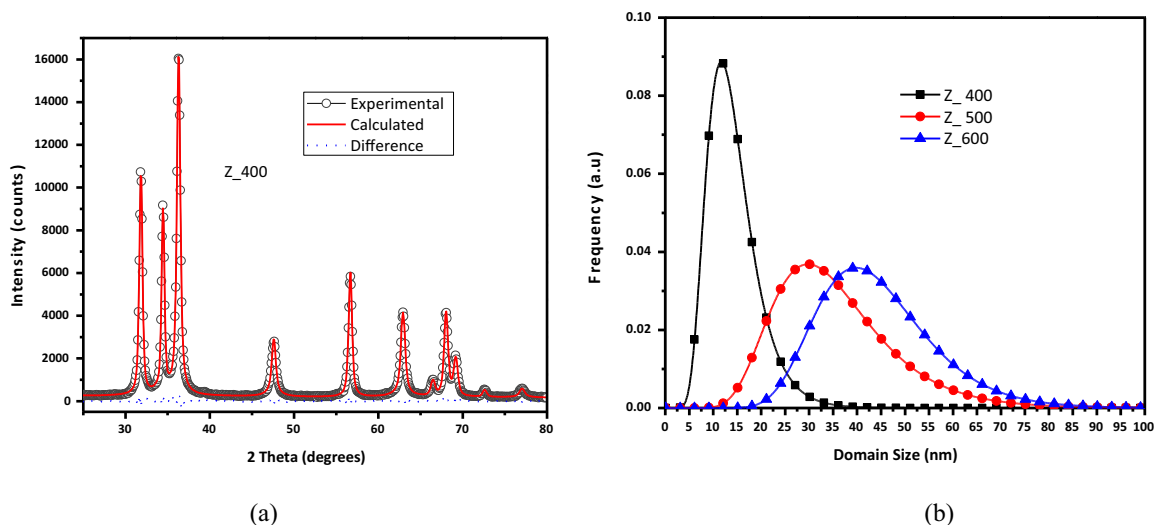 16000
14000
12000
10000
8000
6000
4000
2000
0
Intensity (counts)
Experimental
Calculated
Difference
Z_400
30 40 50 60 70 80
2 Theta (degrees)
(a)
0.10
0.08
0.06
0.04
0.02
0.00
Frequency (a.u)
Z_ 400
Z_ 500
Z_600
0 5 10 15 20 25 30 35 40 45 50 55 60 65 70 75 80 85 90 95 100
Domain Size (nm)
(b)